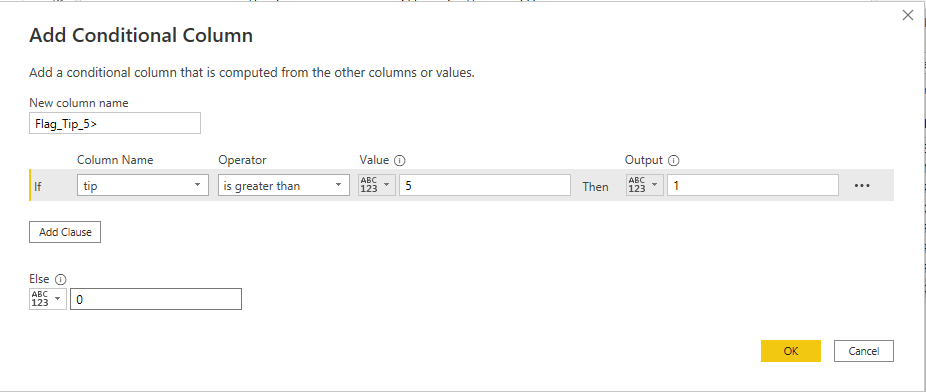 Add Conditional Column
Add a conditional column that is computed from the other columns or values.
New column name
Flag_Tip_5>
Column Name Operator Value Output
If tip is greater than ABC 123 5 Then ABC 123 1 ...
Add Clause
Else
ABC 123 0
OK Cancel